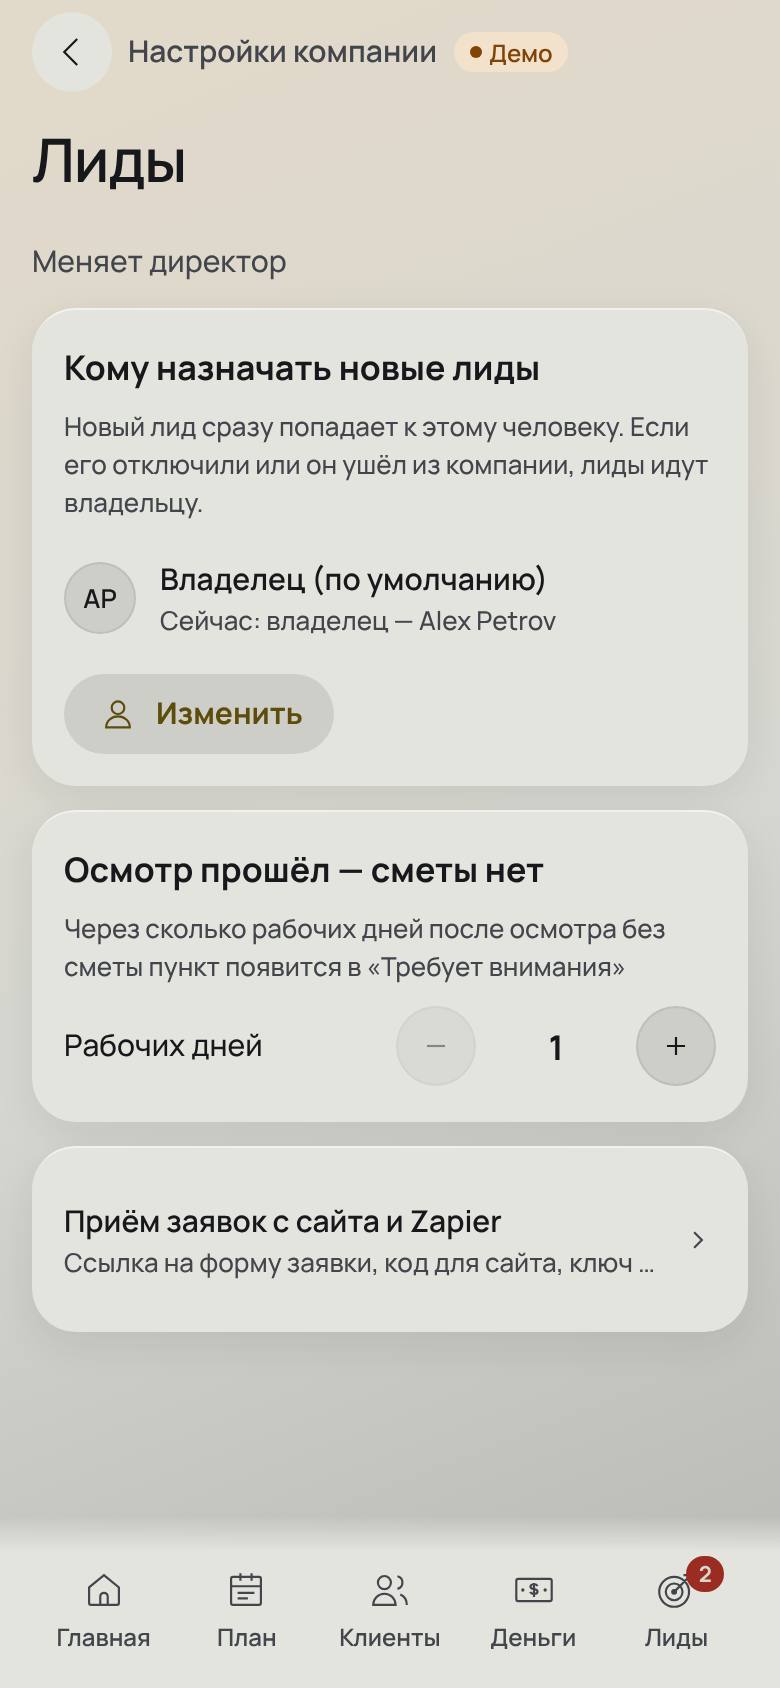 Настройки компании
Демо
Лиды
Меняет директор
Кому назначать новые лиды
Новый лид сразу попадает к этому человеку. Если
его отключили или он ушёл из компании, лиды идут
владельцу.
AP
Владелец (по умолчанию)
Сейчас: владелец — Alex Petrov
Изменить
Осмотр прошёл — сметы нет
Через сколько рабочих дней после осмотра без
сметы пункт появится в «Требует внимания»
Рабочих дней
− 1 +
Приём заявок с сайта и Zapier
Ссылка на форму заявки, код для сайта, ключ ...
2
Главная План Клиенты Деньги Лиды